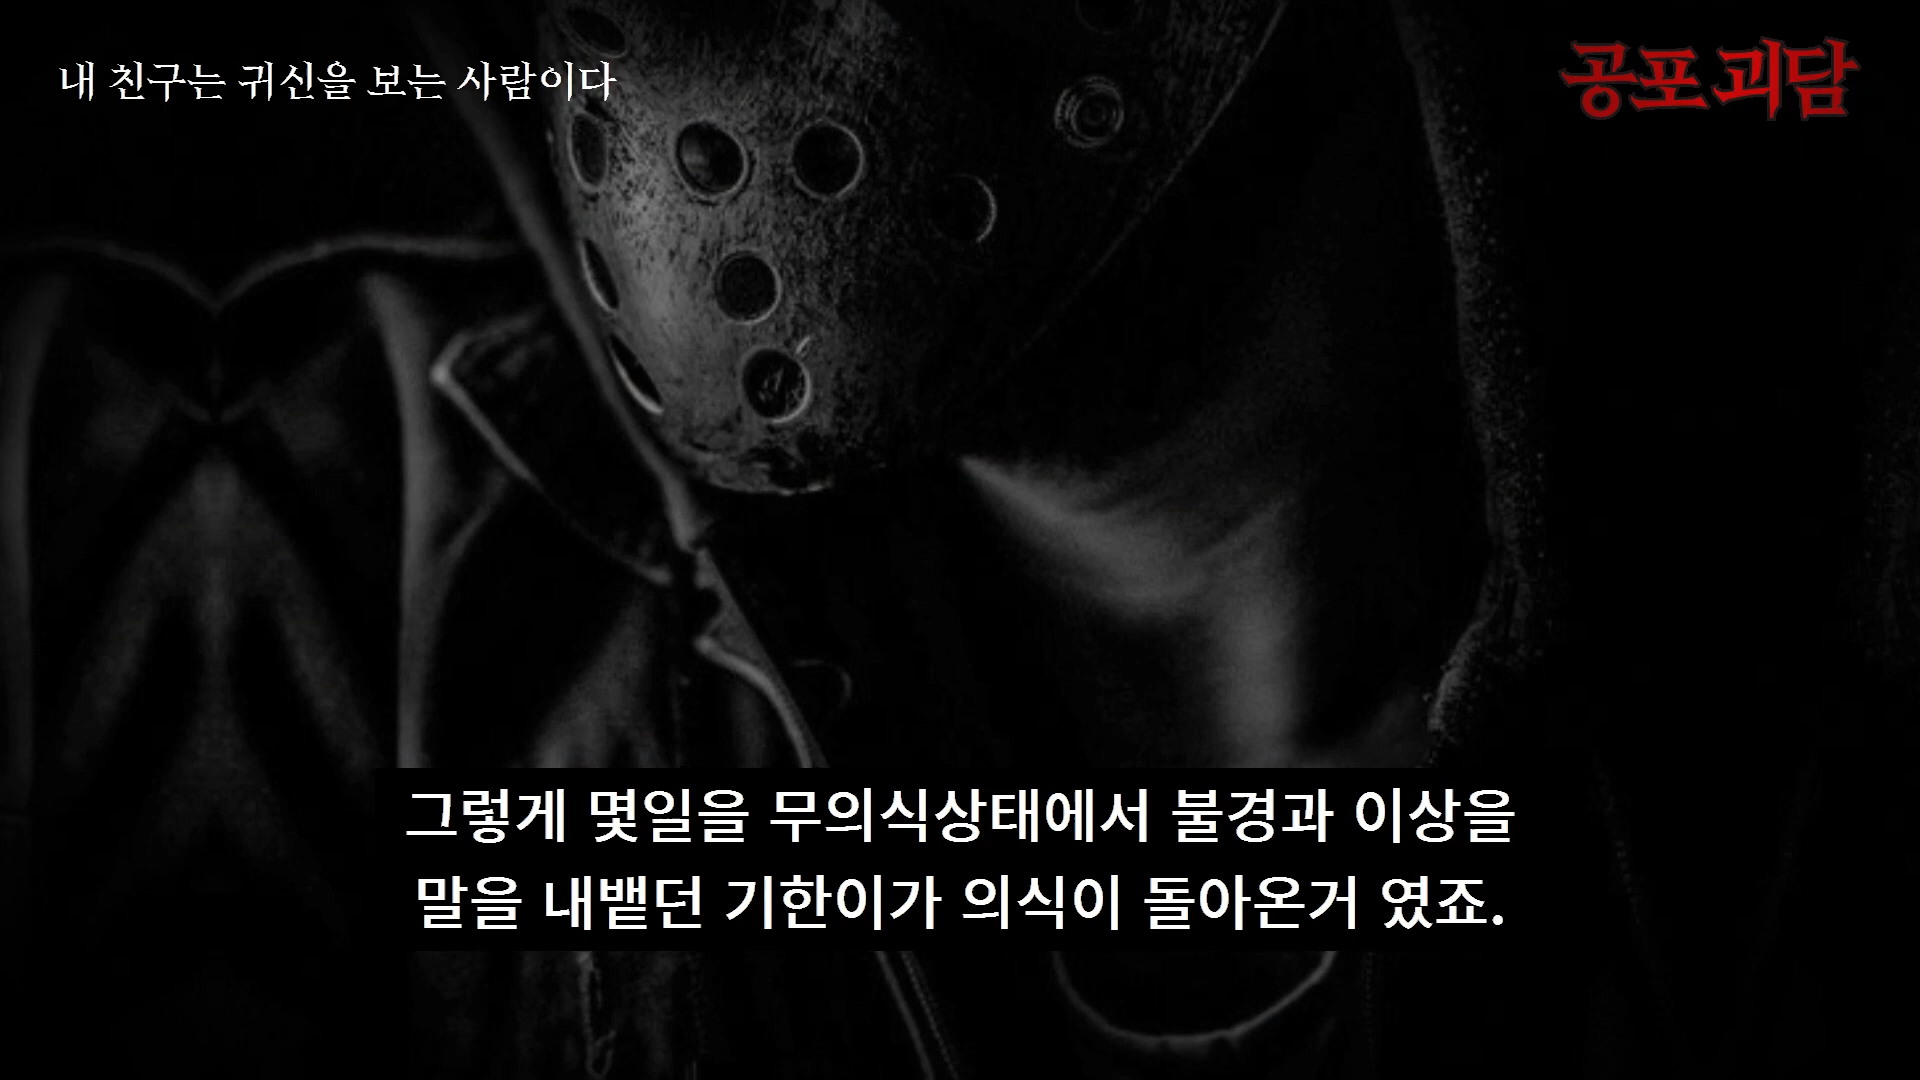 내 친구는 귀신을 보는 사람이다
공포괴담
그렇게 몇일을 무의식상태에서 불경과 이상을
말을 내뱉던 기한이가 의식이 돌아온거 였죠.